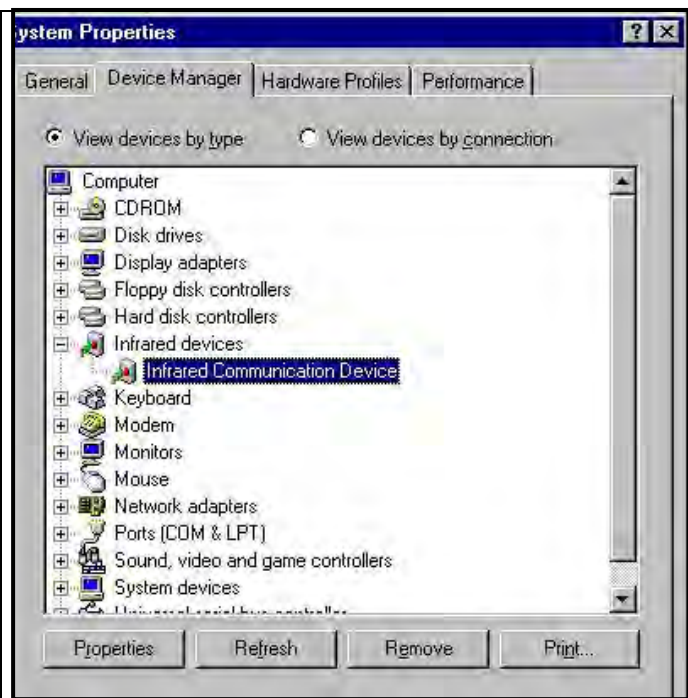 ystem Properties
General Device Manager Hardware Profiles Performance
View devices by type View devices by connection
Computer
CDROM
Disk drives
Display adapters
Floppy disk controllers
Hard disk controllers
Infrared devices
Infrared Communication Device
Keyboard
Modem
Monitors
Mouse
Network adapters
Ports (COM & LPT)
Sound, video and game controllers
System devices
Properties Refresh Remove Print...